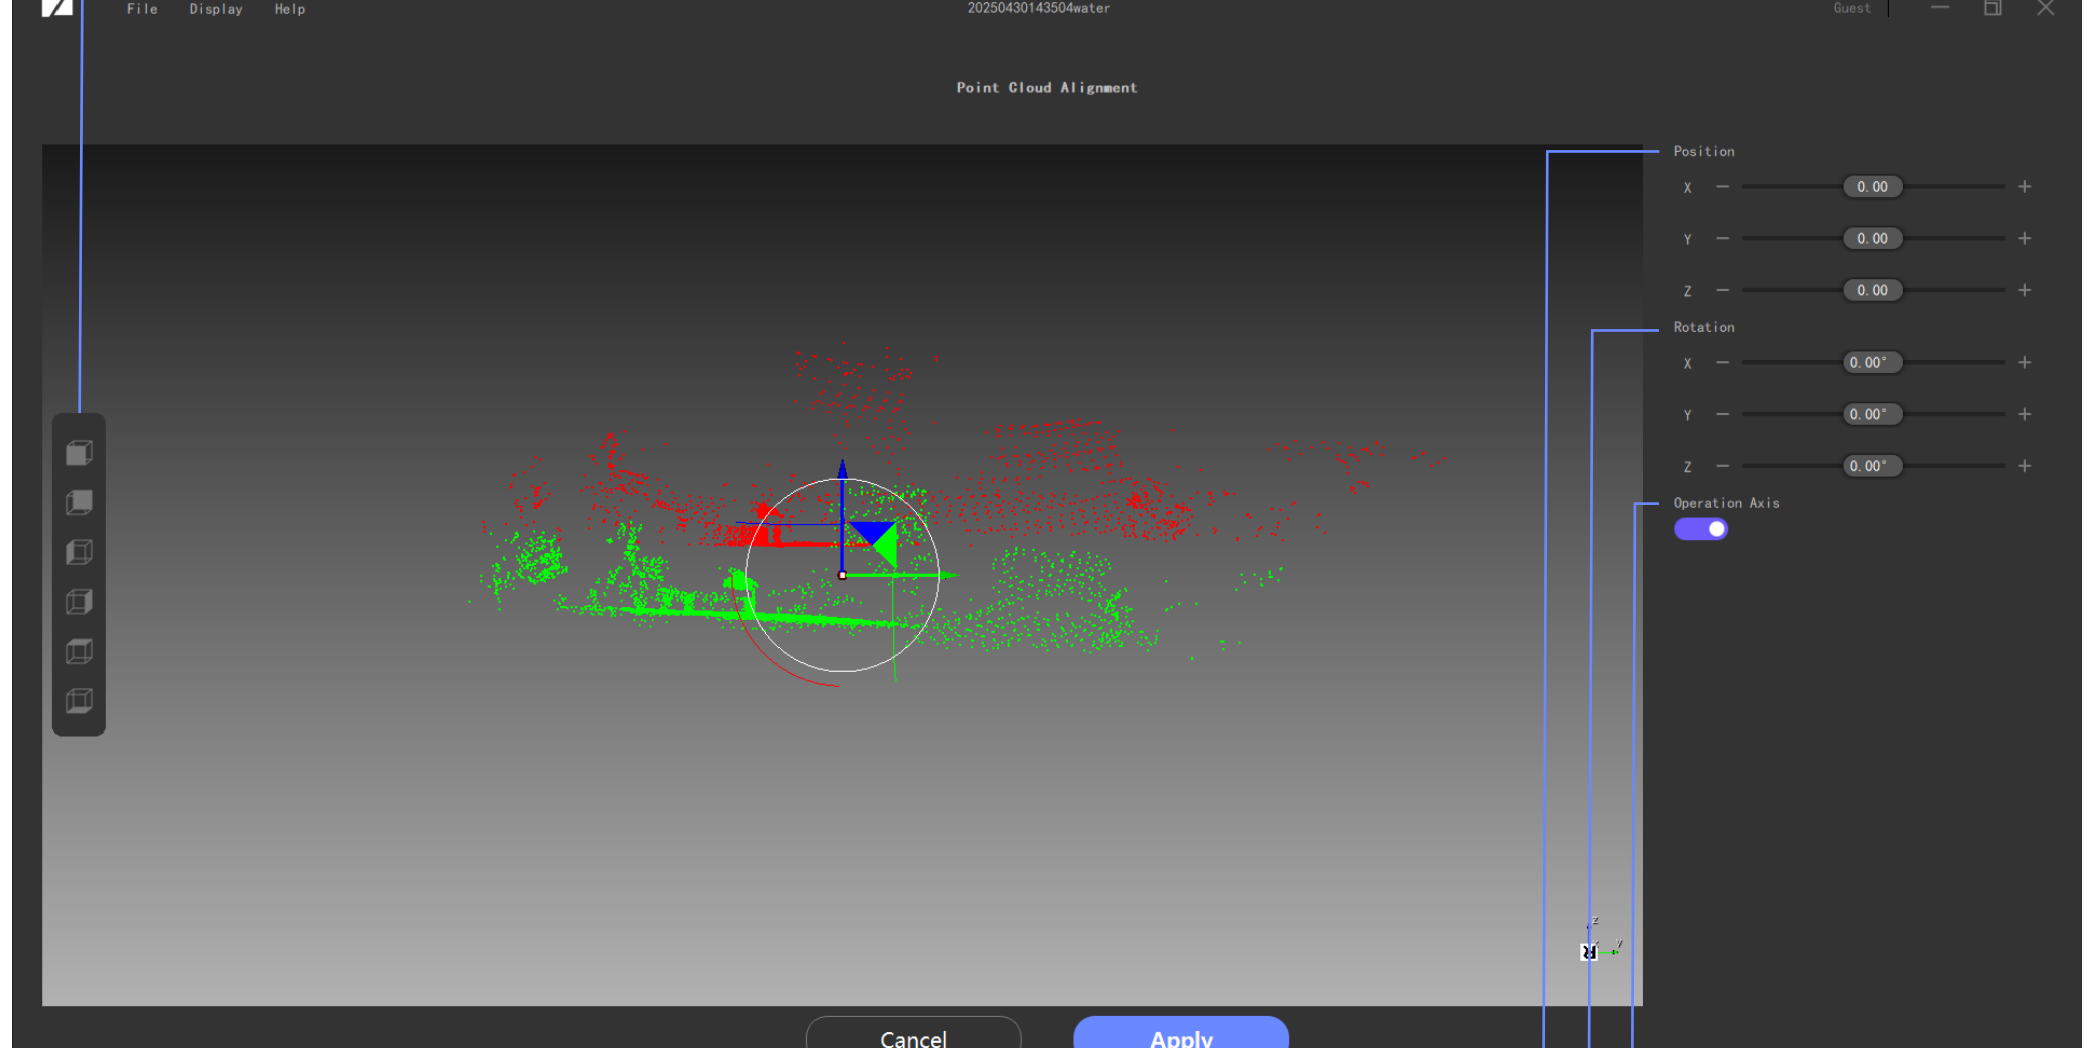 File Display Help
20250430143504water
Guest
Point Cloud Alignment
Position
X 0.00
Y 0.00
Z 0.00
Rotation
X 0.00°
Y 0.00°
Z 0.00°
Operation Axis
z
y
R
Cancel
Apply